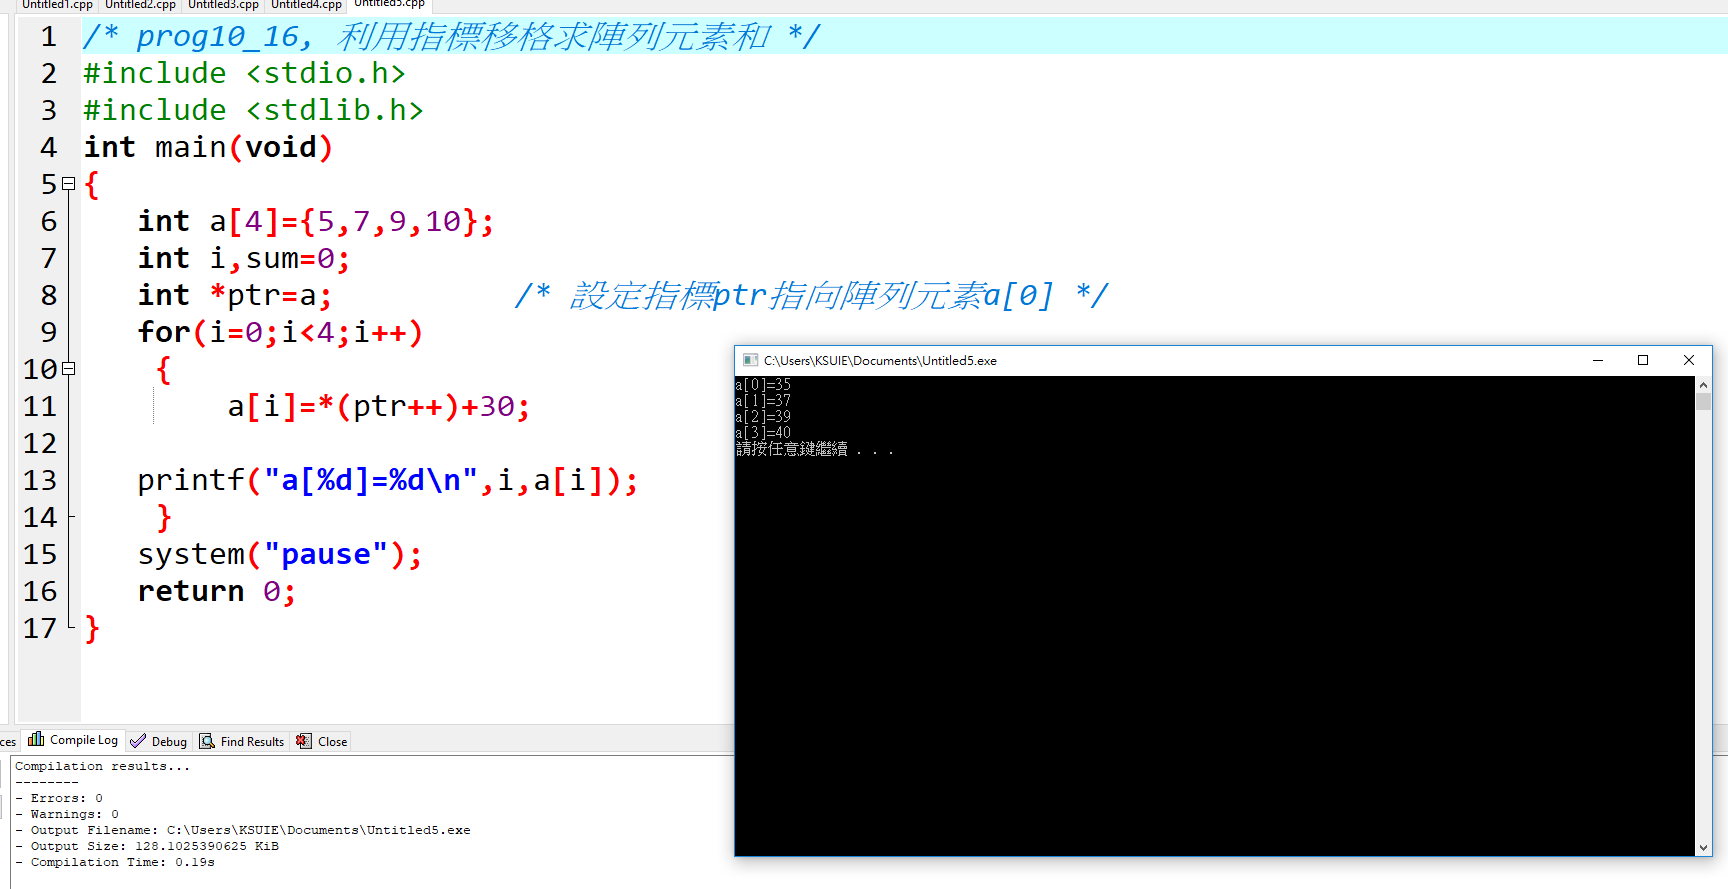 Untitled1.cpp Untitled2.cpp Untitled3.cpp Untitled4.cpp Untitled5.cpp
1 /* prog10_16, 利用指標移格求陣列元素和 */
2 #include <stdio.h>
3 #include <stdlib.h>
4 int main(void)
5 {
6 int a[4]={5,7,9,10};
7 int i,sum=0;
8 int *ptr=a; /* 設定指標ptr指向陣列元素a[0] */
9 for(i=0;i<4;i++)
10 {
11 a[i]=*(ptr++)+30;
12
13 printf("a[%d]=%d\n",i,a[i]);
14 }
15 system("pause");
16 return 0;
17 }
C:\Users\KSUIE\Documents\Untitled5.exe
a[0]=35
a[1]=37
a[2]=39
a[3]=40
請按任意鍵繼續 . . .
ces Compile Log Debug Find Results Close
Compilation results...
--------
- Errors: 0
- Warnings: 0
- Output Filename: C:\Users\KSUIE\Documents\Untitled5.exe
- Output Size: 128.1025390625 KiB
- Compilation Time: 0.19s